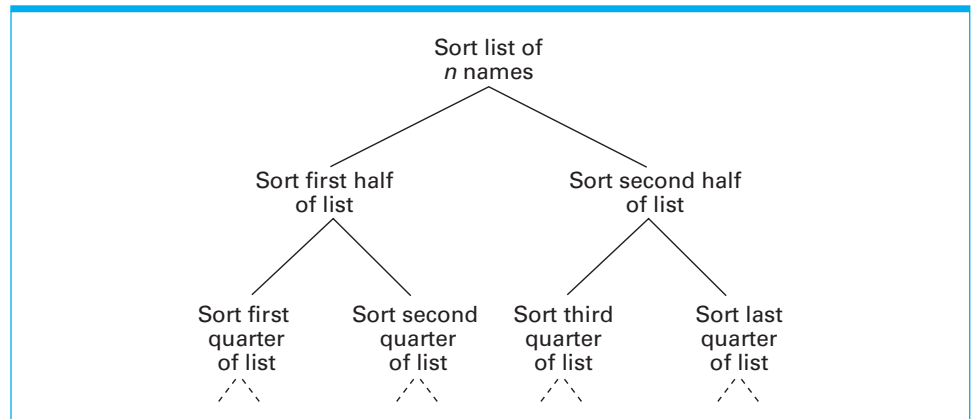 Sort list of
n names
Sort first half
of list
Sort second half
of list
Sort first
quarter
of list
Sort second
quarter
of list
Sort third
quarter
of list
Sort last
quarter
of list